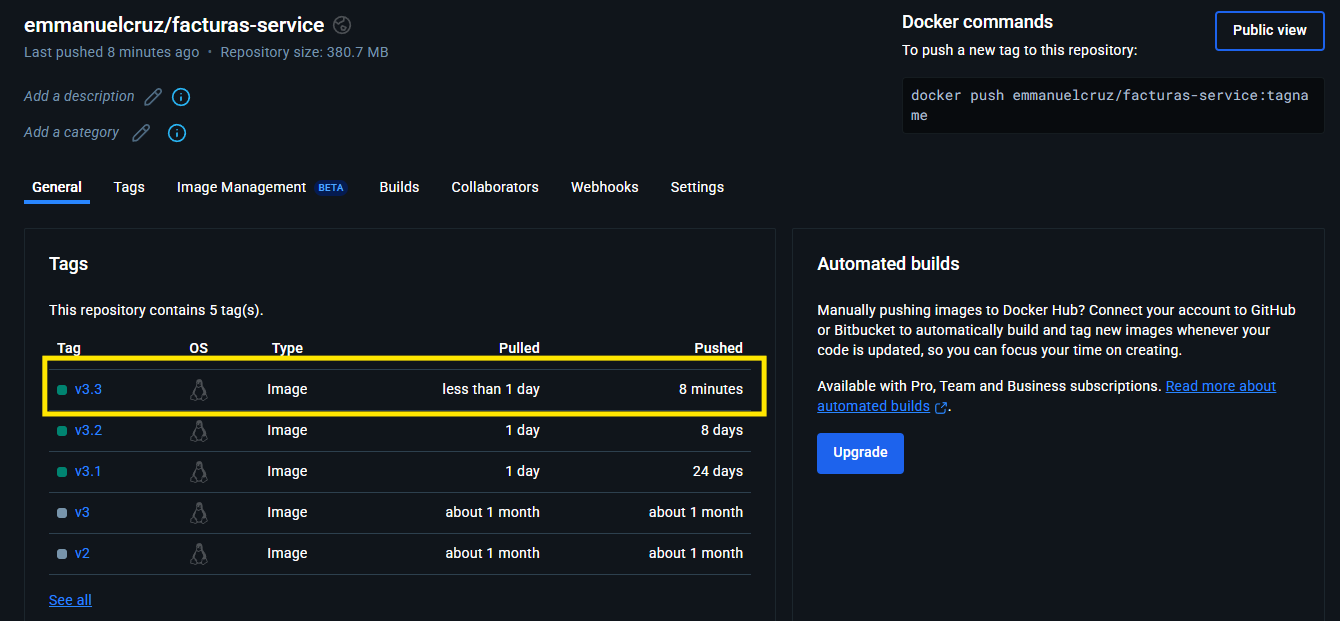 emmanuelcruz/facturas-service
Last pushed 8 minutes ago · Repository size: 380.7 MB
Add a description
Add a category
Docker commands
To push a new tag to this repository:
Public view
docker push emmanuelcruz/facturas-service:tagna
me
General Tags Image Management BETA Builds Collaborators Webhooks Settings
Tags
This repository contains 5 tag(s).
Tag OS Type Pulled Pushed
v3.3 Image less than 1 day 8 minutes
v3.2 Image 1 day 8 days
v3.1 Image 1 day 24 days
v3 Image about 1 month about 1 month
v2 Image about 1 month about 1 month
See all
Automated builds
Manually pushing images to Docker Hub? Connect your account to GitHub
or Bitbucket to automatically build and tag new images whenever your
code is updated, so you can focus your time on creating.
Available with Pro, Team and Business subscriptions. Read more about
automated builds.
Upgrade